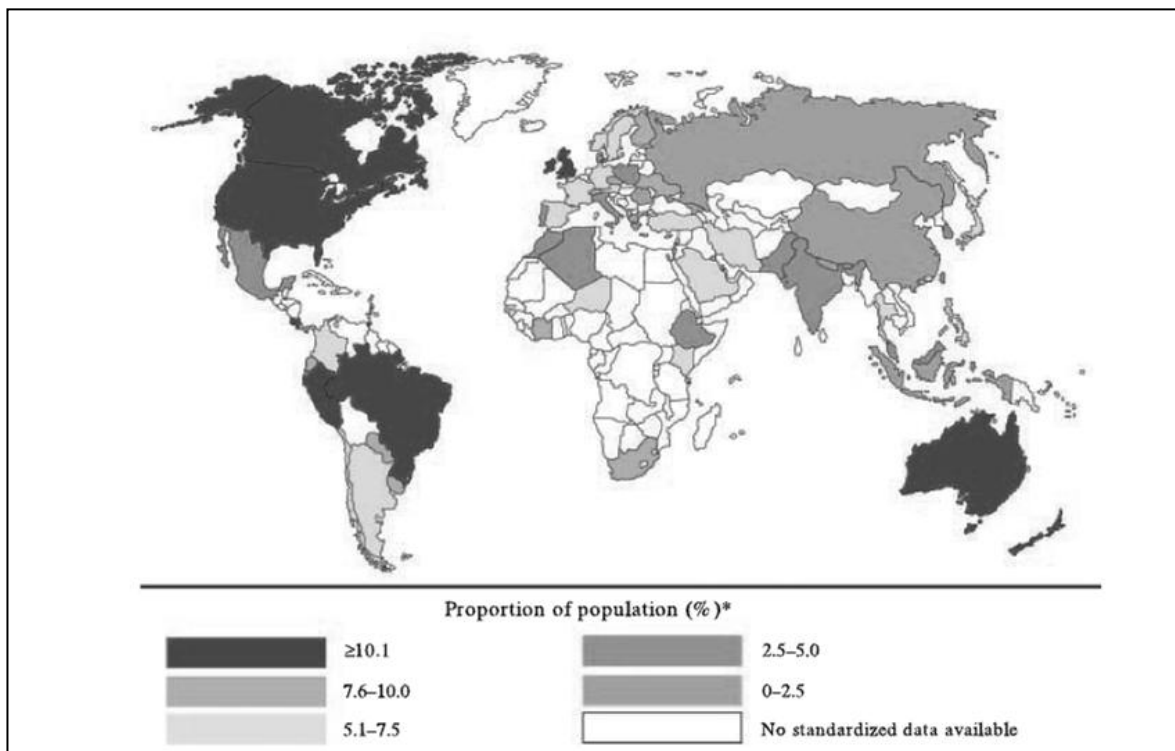 Proportion of population (%)*
≥10.1
7.6–10.0
5.1–7.5
2.5–5.0
0–2.5
No standardized data available